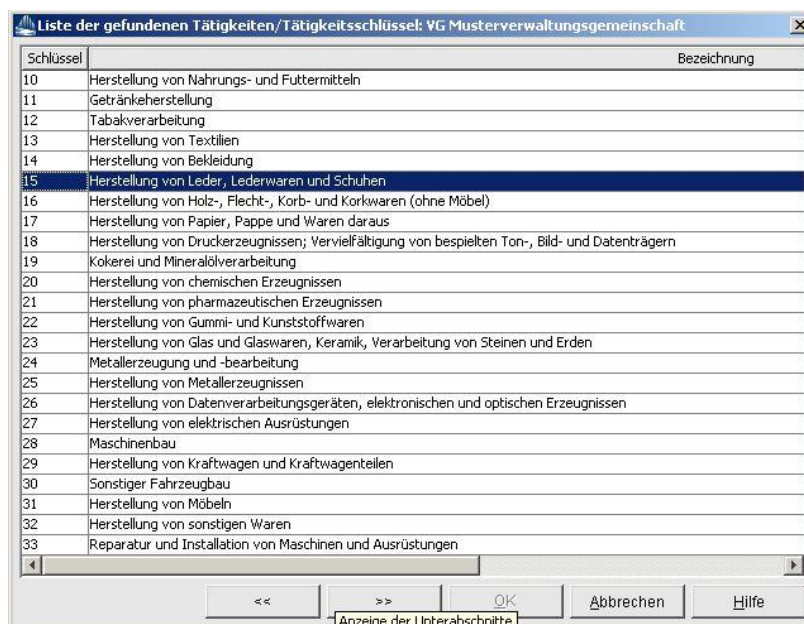 Liste der gefundenen Tätigkeiten/Tätigkeitsschlüssel: VG Musterverwaltungsgemeinschaft
Schlüssel Bezeichnung
10 Herstellung von Nahrungs- und Futtermitteln
11 Getränkeherstellung
12 Tabakverarbeitung
13 Herstellung von Textilien
14 Herstellung von Bekleidung
15 Herstellung von Leder, Lederwaren und Schuhen
16 Herstellung von Holz-, Flecht-, Korb- und Korkwaren (ohne Möbel)
17 Herstellung von Papier, Pappe und Waren daraus
18 Herstellung von Druckerzeugnissen; Vervielfältigung von bespielten Ton-, Bild- und Datenträgern
19 Kokerei und Mineralölverarbeitung
20 Herstellung von chemischen Erzeugnissen
21 Herstellung von pharmazeutischen Erzeugnissen
22 Herstellung von Gummi- und Kunststoffwaren
23 Herstellung von Glas und Glaswaren, Keramik, Verarbeitung von Steinen und Erden
24 Metallerzeugung und -bearbeitung
25 Herstellung von Metallerzeugnissen
26 Herstellung von Datenverarbeitungsgeräten, elektronischen und optischen Erzeugnissen
27 Herstellung von elektrischen Ausrüstungen
28 Maschinenbau
29 Herstellung von Kraftwagen und Kraftwagenteilen
30 Sonstiger Fahrzeugbau
31 Herstellung von Möbeln
32 Herstellung von sonstigen Waren
33 Reparatur und Installation von Maschinen und Ausrüstungen
<< >> OK Abbrechen Hilfe
Anzeige der Unterabschnitte